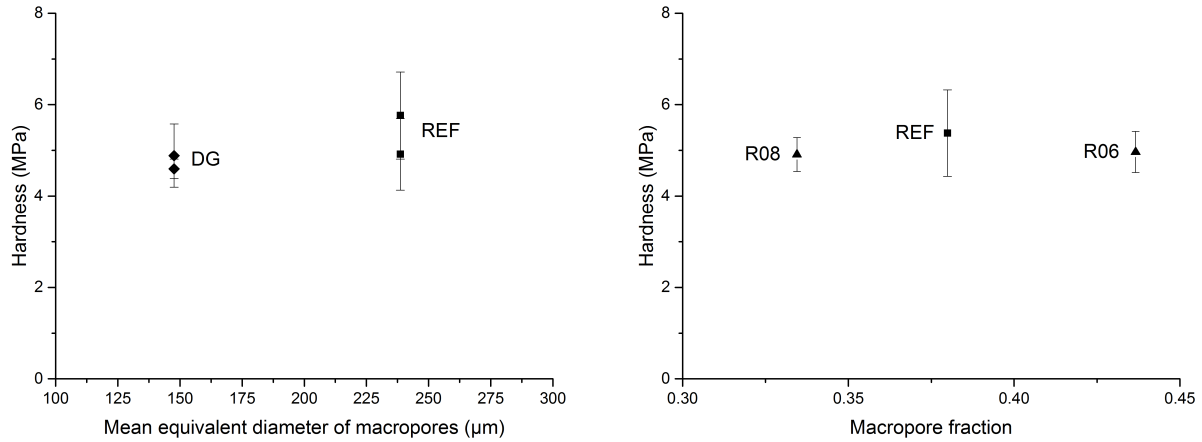 8
6
4
2
0
Hardness (MPa)
DG
REF
100 125 150 175 200 225 250 275 300
Mean equivalent diameter of macropores (μm)
8
6
4
2
0
Hardness (MPa)
R08
REF
R06
0.30 0.35 0.40 0.45
Macropore fraction